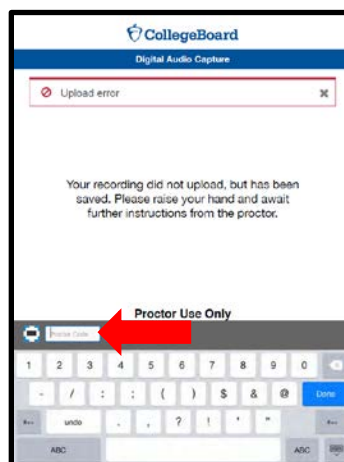 CollegeBoard
Digital Audio Capture
Upload error
Your recording did not upload, but has been
saved. Please raise your hand and await
further instructions from the proctor.
Proctor Use Only
Proctor Code
1 2 3 4 5 6 7 8 9 0
- / : ; ( ) $ & @ Done
undo . , ? ! ' "
ABC ABC